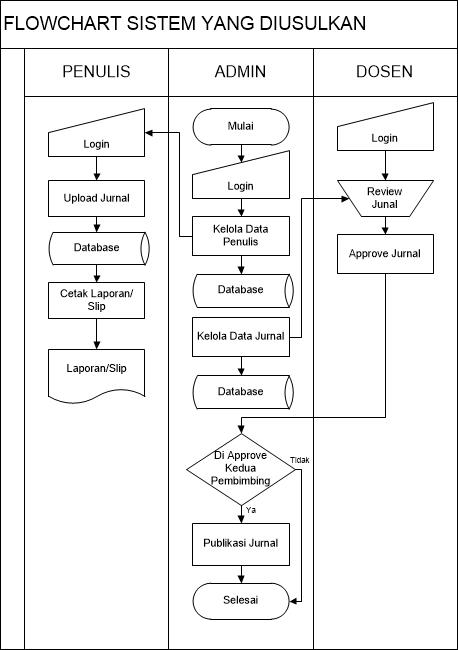 FLOWCHART SISTEM YANG DIUSULKAN
PENULIS
ADMIN
DOSEN
Login
Upload Jurnal
Database
Cetak Laporan/
Slip
Laporan/Slip
Mulai
Login
Kelola Data
Penulis
Database
Kelola Data Jurnal
Database
Di Approve
Kedua
Pembimbing
Tidak
Ya
Publikasi Jurnal
Selesai
Login
Review
Junal
Approve Jurnal